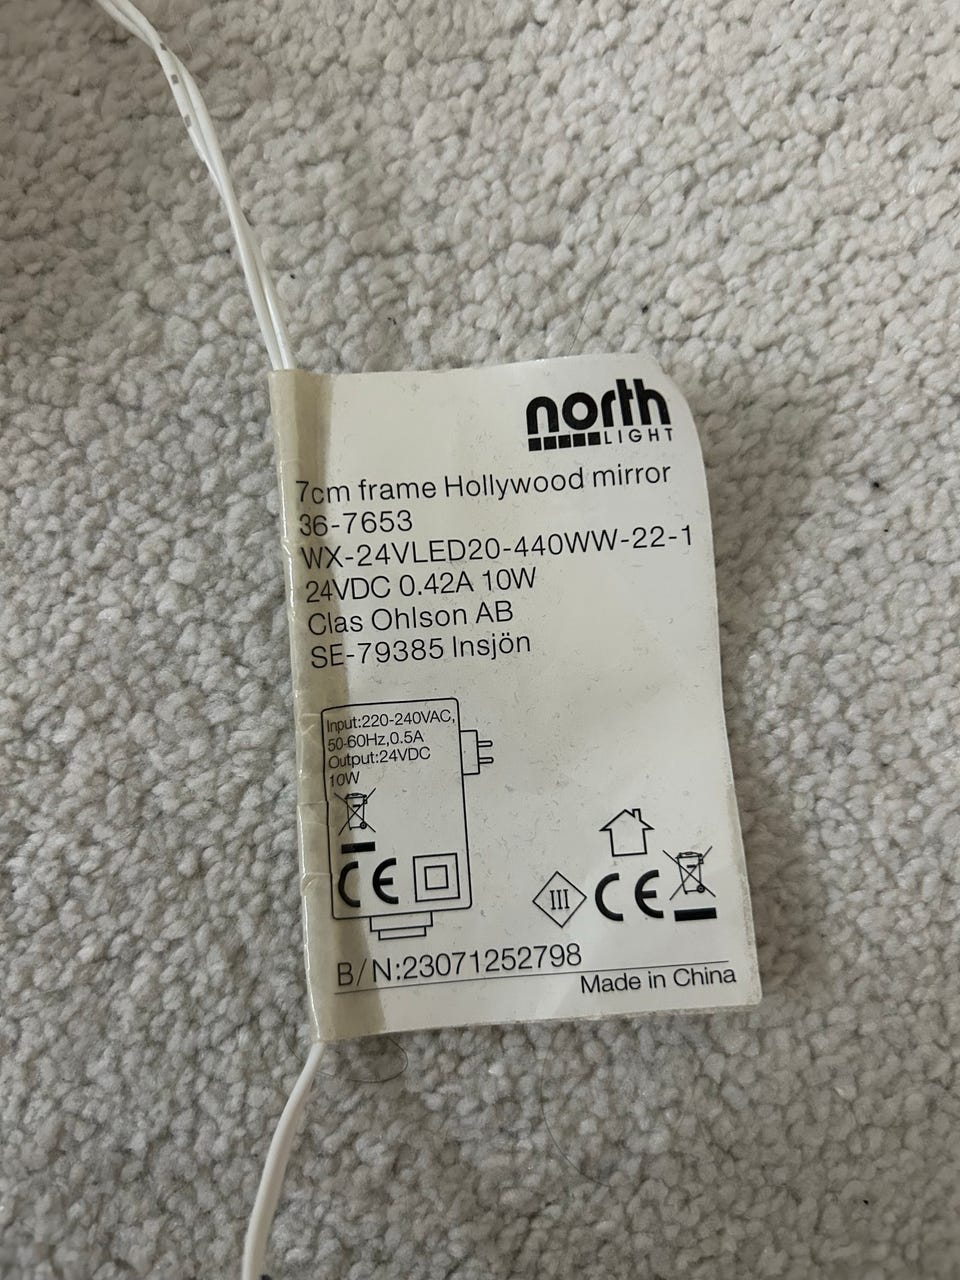 north
LIGHT
7cm frame Hollywood mirror
36-7653
WX-24VLED20-440WW-22-1
24VDC 0.42A 10W
Clas Ohlson AB
SE-79385 Insjön
Input:220-240VAC,
50-60Hz,0.5A
Output:24VDC
10W
CE
III
CE
B/N:23071252798
Made in China